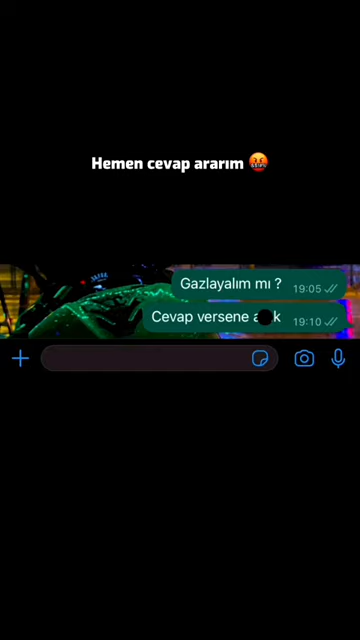 Hemen cevap ararım 🤬
Gazlayalım mı ?
19:05
Cevap versene
19:10